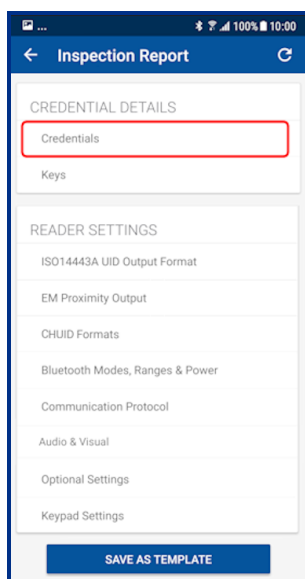 ... 100% 10:00
Inspection Report
CREDENTIAL DETAILS
Credentials
Keys
READER SETTINGS
ISO14443A UID Output Format
EM Proximity Output
CHUID Formats
Bluetooth Modes, Ranges & Power
Communication Protocol
Audio & Visual
Optional Settings
Keypad Settings
SAVE AS TEMPLATE